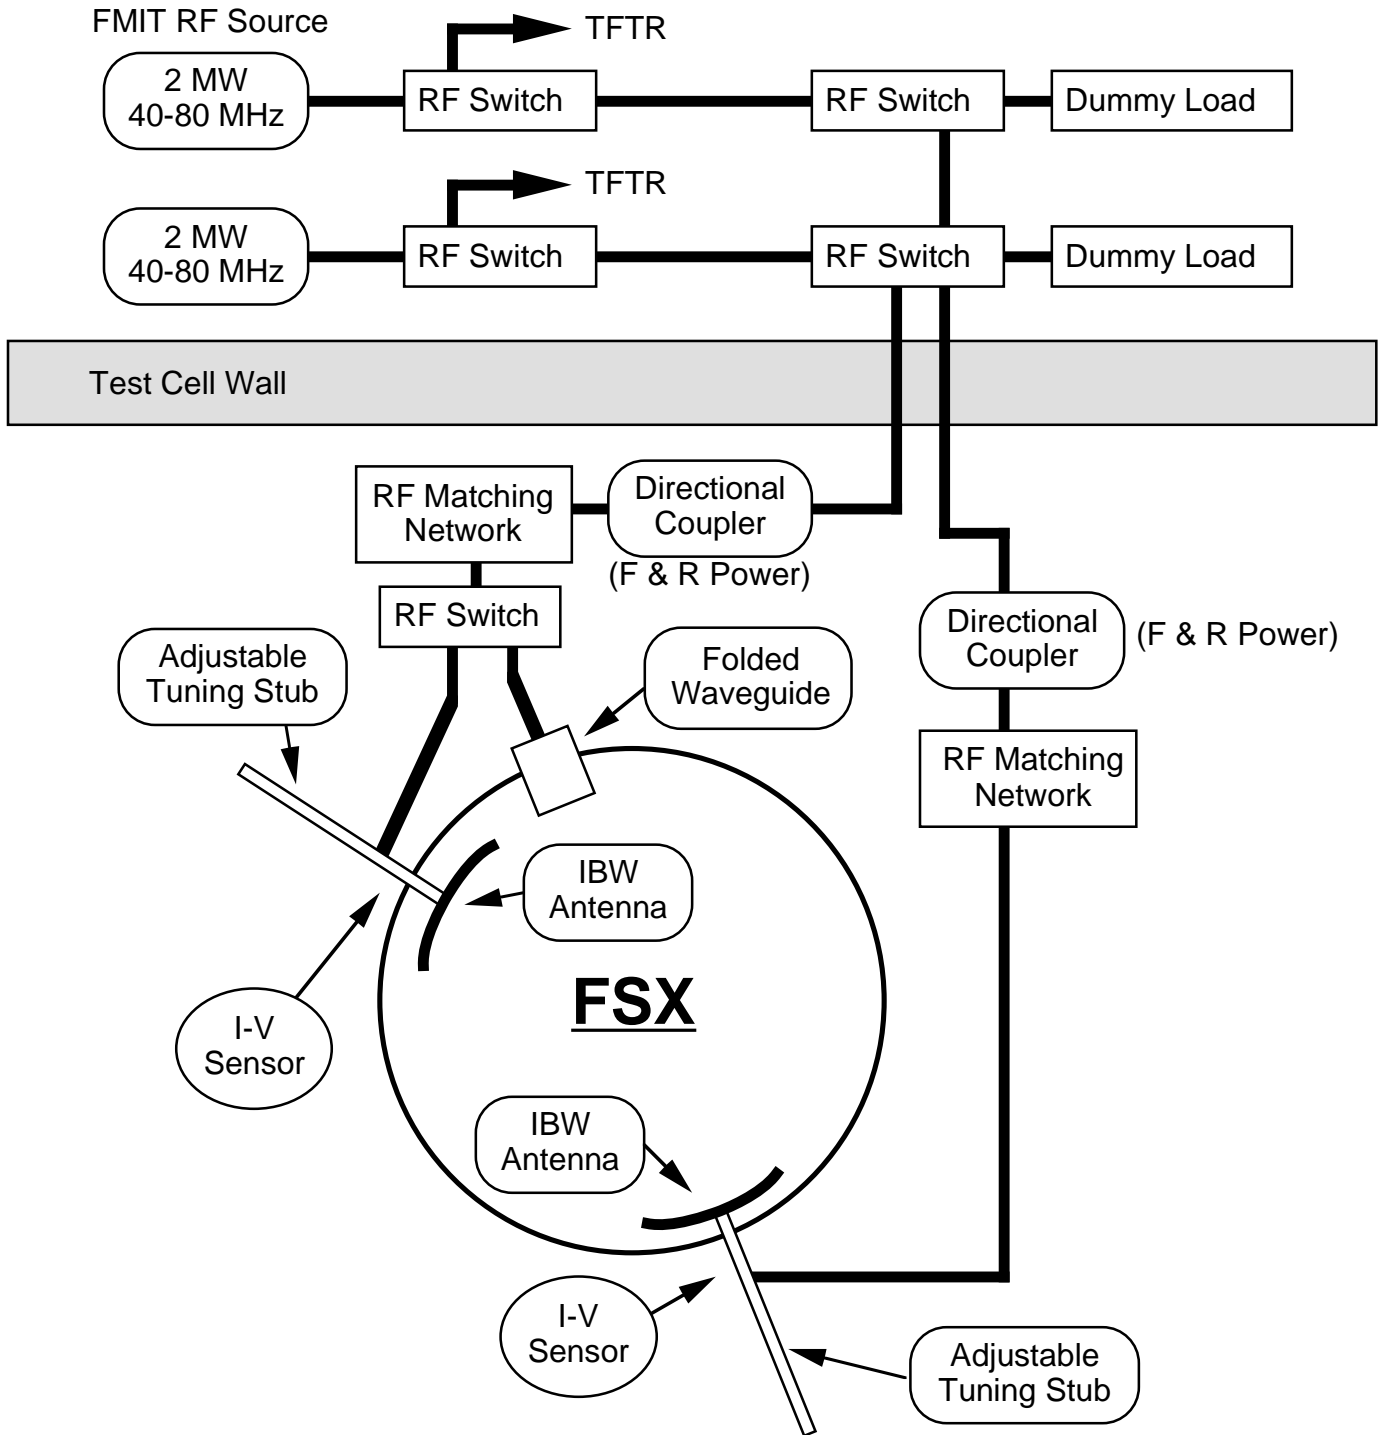 FMIT RF Source
TFTR
2 MW
40-80 MHz
RF Switch
RF Switch
Dummy Load
TFTR
2 MW
40-80 MHz
RF Switch
RF Switch
Dummy Load
Test Cell Wall
RF Matching
Network
Directional
Coupler
(F & R Power)
RF Switch
Adjustable
Tuning Stub
Folded
Waveguide
Directional
Coupler
(F & R Power)
RF Matching
Network
IBW
Antenna
FSX
I-V
Sensor
IBW
Antenna
I-V
Sensor
Adjustable
Tuning Stub